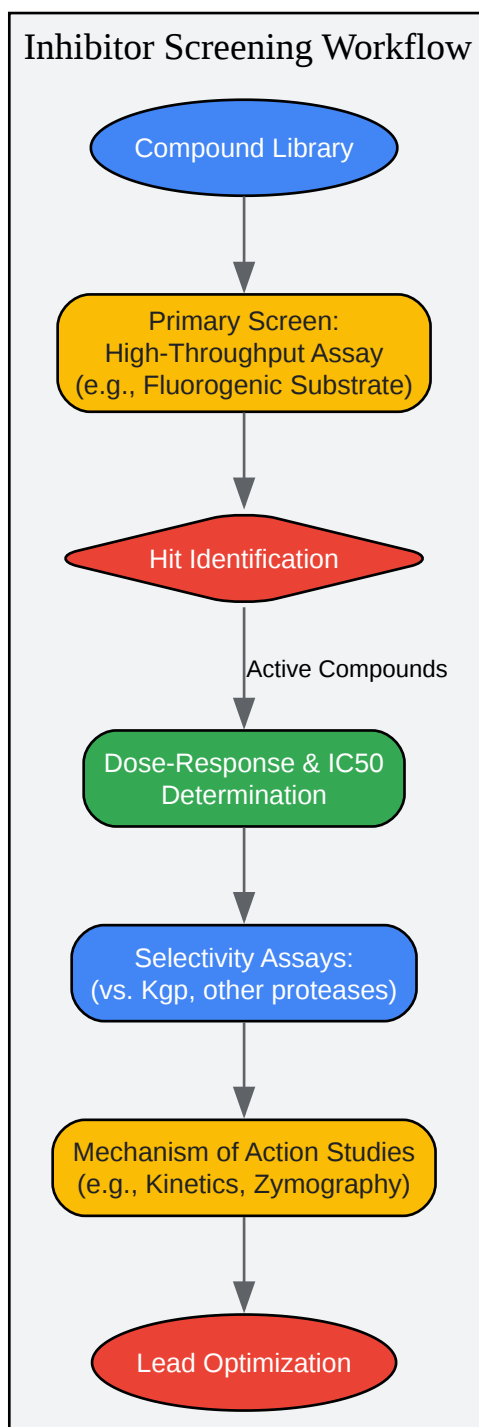 Inhibitor Screening Workflow
Compound Library
Primary Screen:
High-Throughput Assay
(e.g., Fluorogenic Substrate)
Hit Identification
Active Compounds
Dose-Response & IC50
Determination
Selectivity Assays:
(vs. Kgp, other proteases)
Mechanism of Action Studies
(e.g., Kinetics, Zymography)
Lead Optimization